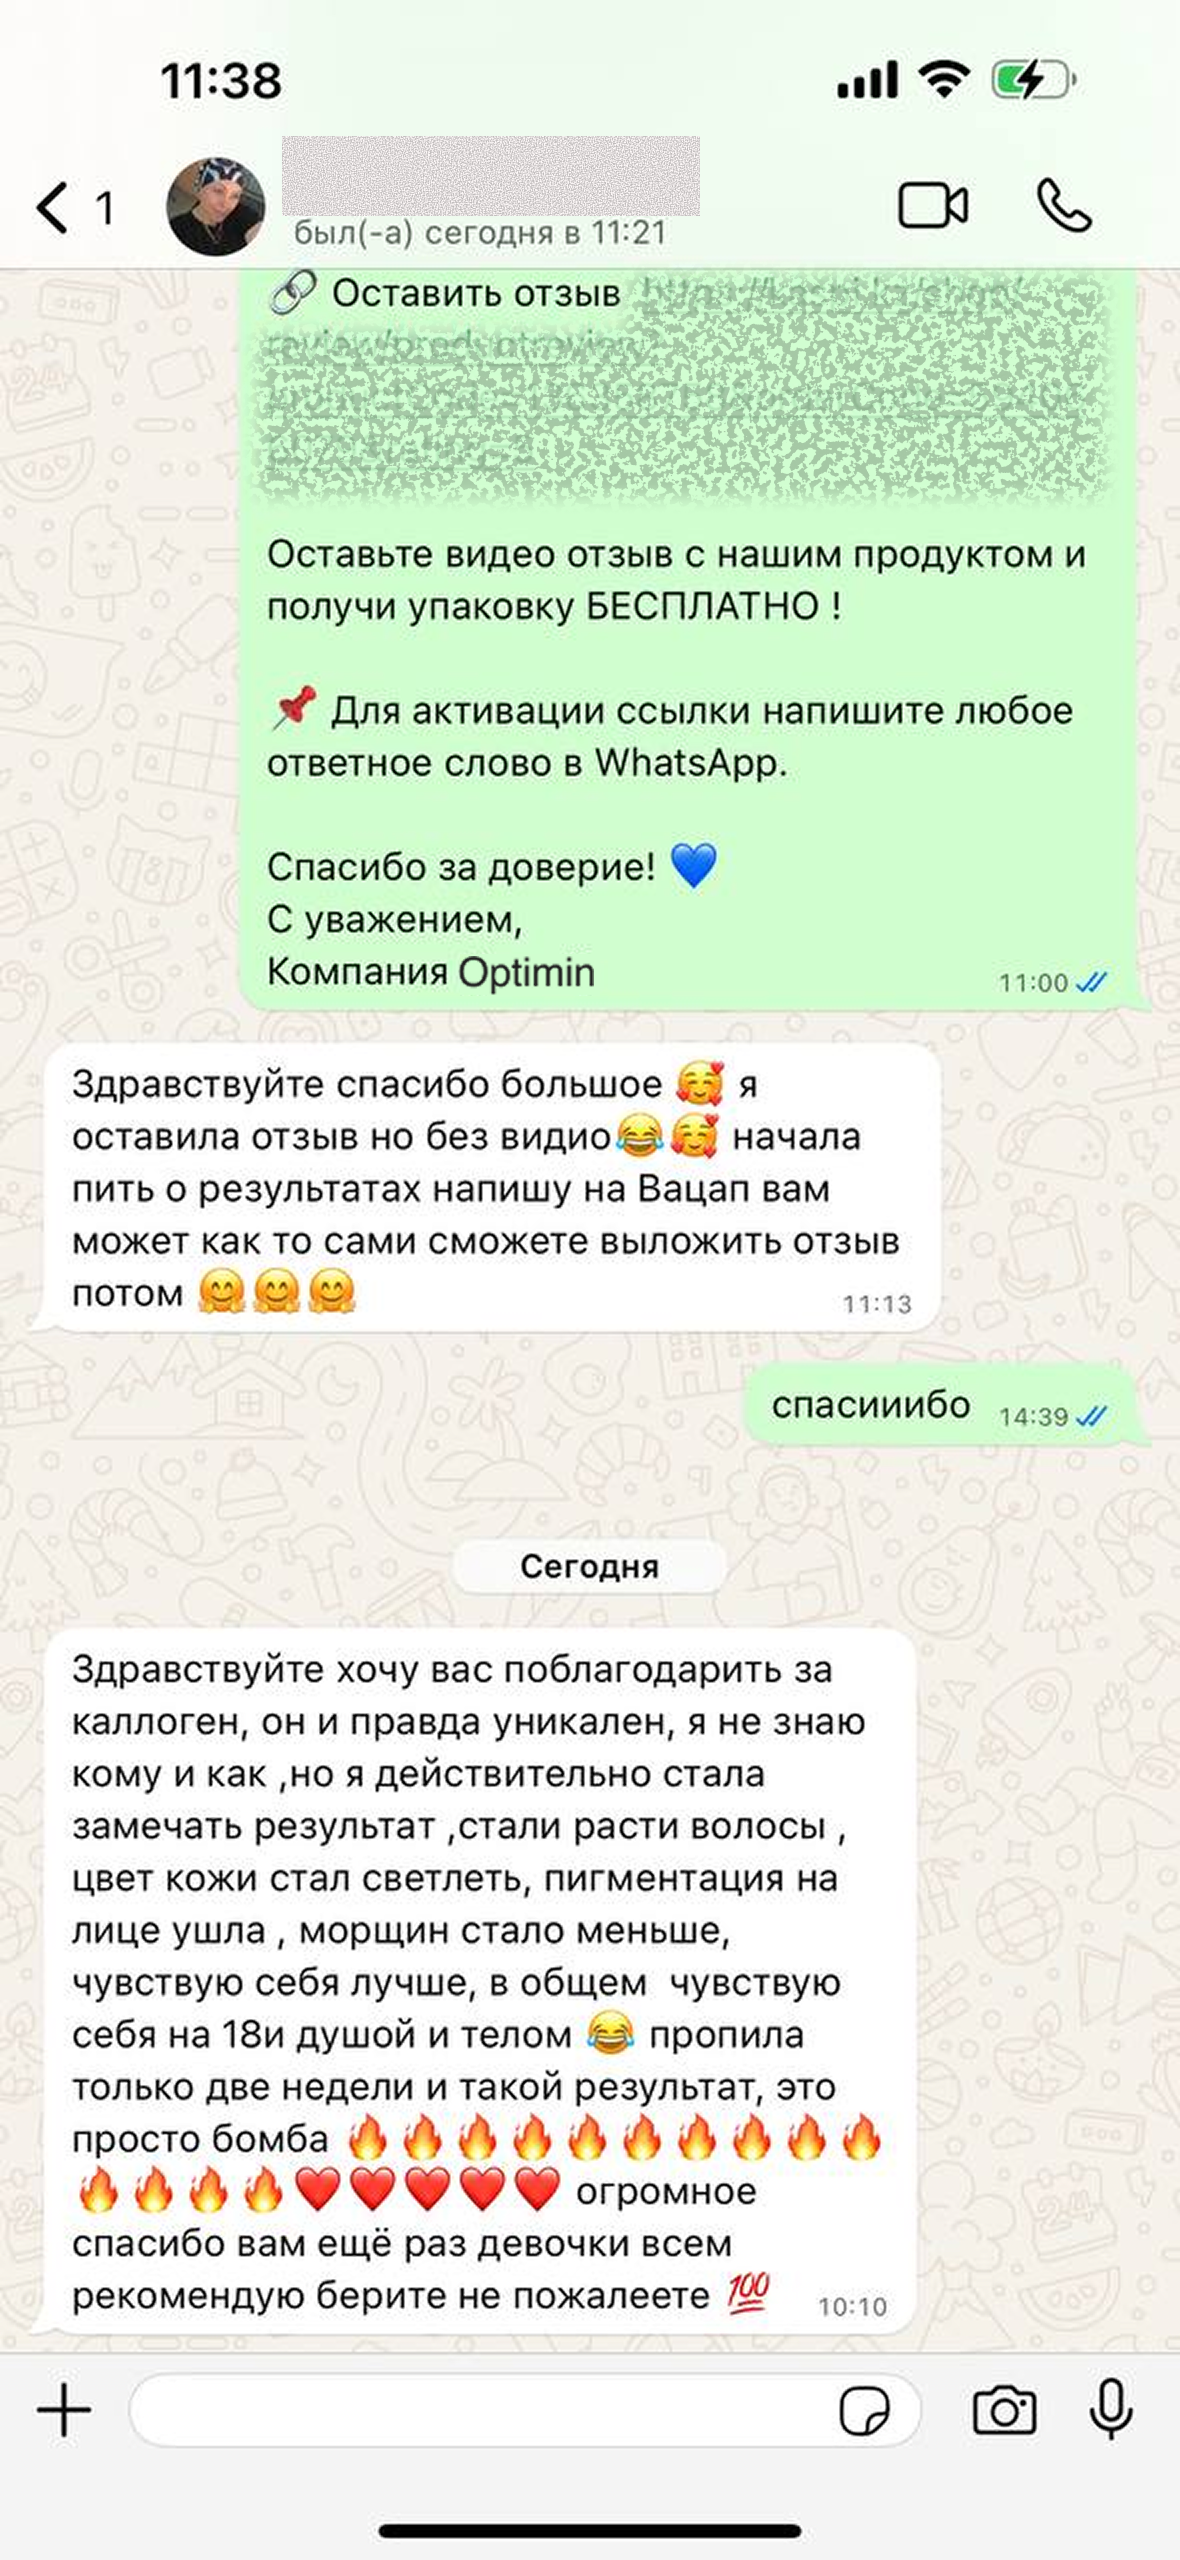 11:38
1
был(-а) сегодня в 11:21
🔗 Оставить отзыв
Оставьте видео отзыв с нашим продуктом и
получи упаковку БЕСПЛАТНО !
📌 Для активации ссылки напишите любое
ответное слово в WhatsApp.
Спасибо за доверие! 💙
С уважением,
Компания Optimin
11:00
Здравствуйте спасибо большое 🥰 я
оставила отзыв но без видио😂🥰 начала
пить о результатах напишу на Вацап вам
может как то сами сможете выложить отзыв
потом 🤗🤗🤗
11:13
спасииибо 14:39
Сегодня
Здравствуйте хочу вас поблагодарить за
каллоген, он и правда уникален, я не знаю
кому и как ,но я действительно стала
замечать результат ,стали расти волосы ,
цвет кожи стал светлеть, пигментация на
лице ушла , морщин стало меньше,
чувствую себя лучше, в общем  чувствую
себя на 18и душой и телом 😂 пропила
только две недели и такой результат, это
просто бомба 🔥🔥🔥🔥🔥🔥🔥🔥🔥🔥
🔥🔥🔥🔥❤️❤️❤️❤️❤️ огромное
спасибо вам ещё раз девочки всем
рекомендую берите не пожалеете 💯
10:10